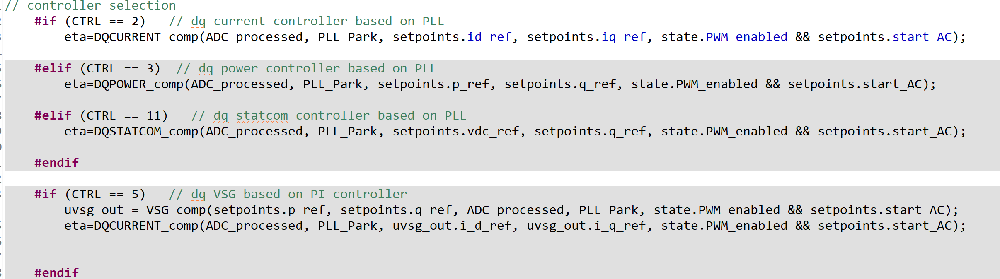 // controller selection
#if (CTRL == 2)   // dq current controller based on PLL
eta=DQCURRENT_comp(ADC_processed, PLL_Park, setpoints.id_ref, setpoints.iq_ref, state.PWM_enabled && setpoints.start_AC);
#elif (CTRL == 3)  // dq power controller based on PLL
eta=DQPOWER_comp(ADC_processed, PLL_Park, setpoints.p_ref, setpoints.q_ref, state.PWM_enabled && setpoints.start_AC);
#elif (CTRL == 11)   // dq statcom controller based on PLL
eta=DQSTATCOM_comp(ADC_processed, PLL_Park, setpoints.vdc_ref, setpoints.q_ref, state.PWM_enabled && setpoints.start_AC);
#endif
#if (CTRL == 5)   // dq VSG based on PI controller
uvsg_out = VSG_comp(setpoints.p_ref, setpoints.q_ref, ADC_processed, PLL_Park, state.PWM_enabled && setpoints.start_AC);
eta=DQCURRENT_comp(ADC_processed, PLL_Park, uvsg_out.i_d_ref, uvsg_out.i_q_ref, state.PWM_enabled && setpoints.start_AC);
#endif